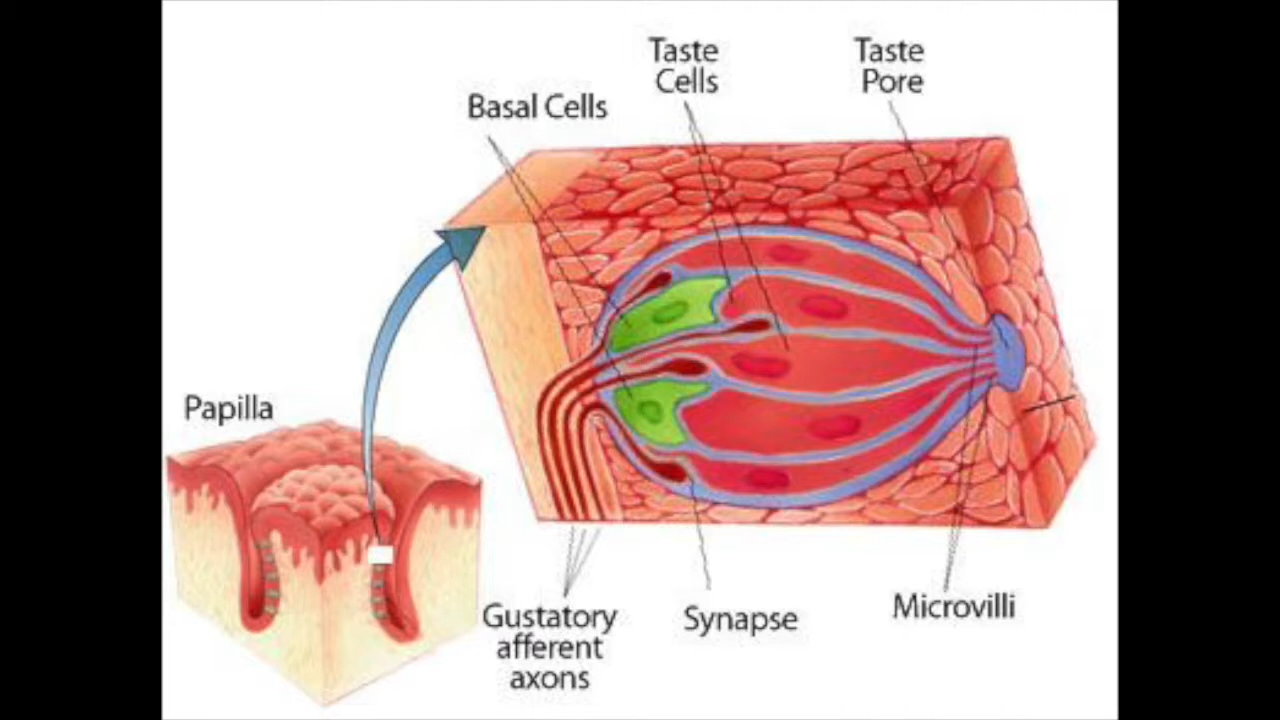 Taste
Cells
Taste
Pore
Basal Cells
Papilla
Gustatory
afferent
axons
Synapse
Microvilli